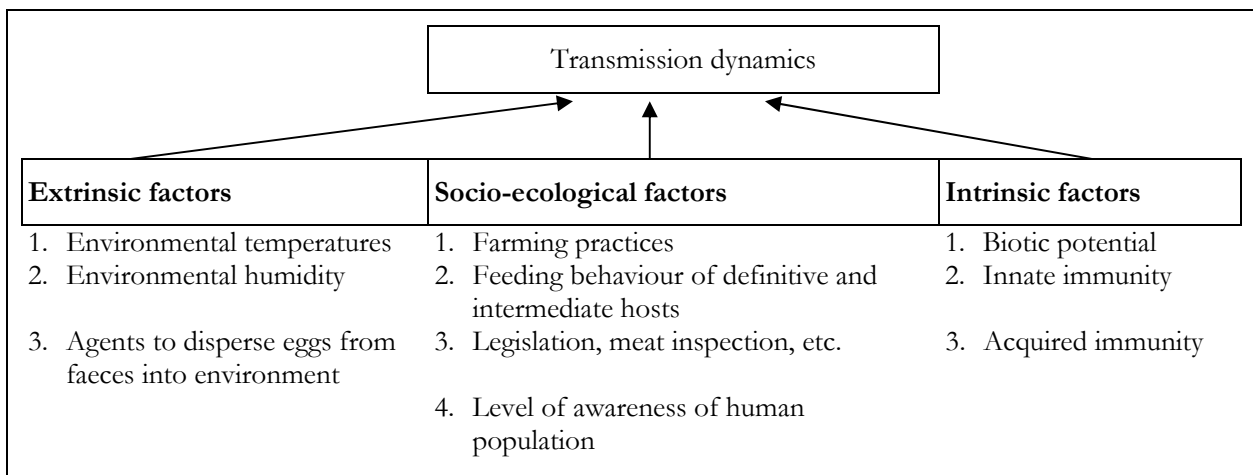 Transmission dynamics
Extrinsic factors
Socio-ecological factors
Intrinsic factors
1. Environmental temperatures
2. Environmental humidity
3. Agents to disperse eggs from
faeces into environment
1. Farming practices
2. Feeding behaviour of definitive and
intermediate hosts
3. Legislation, meat inspection, etc.
4. Level of awareness of human
population
1. Biotic potential
2. Innate immunity
3. Acquired immunity